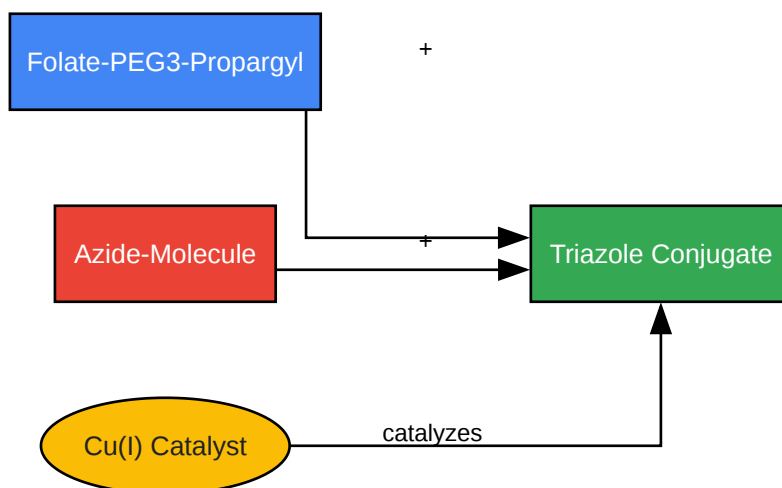 +
Folate-PEG3-Propargyl
+
Azide-Molecule
Triazole Conjugate
catalyzes
Cu(I) Catalyst